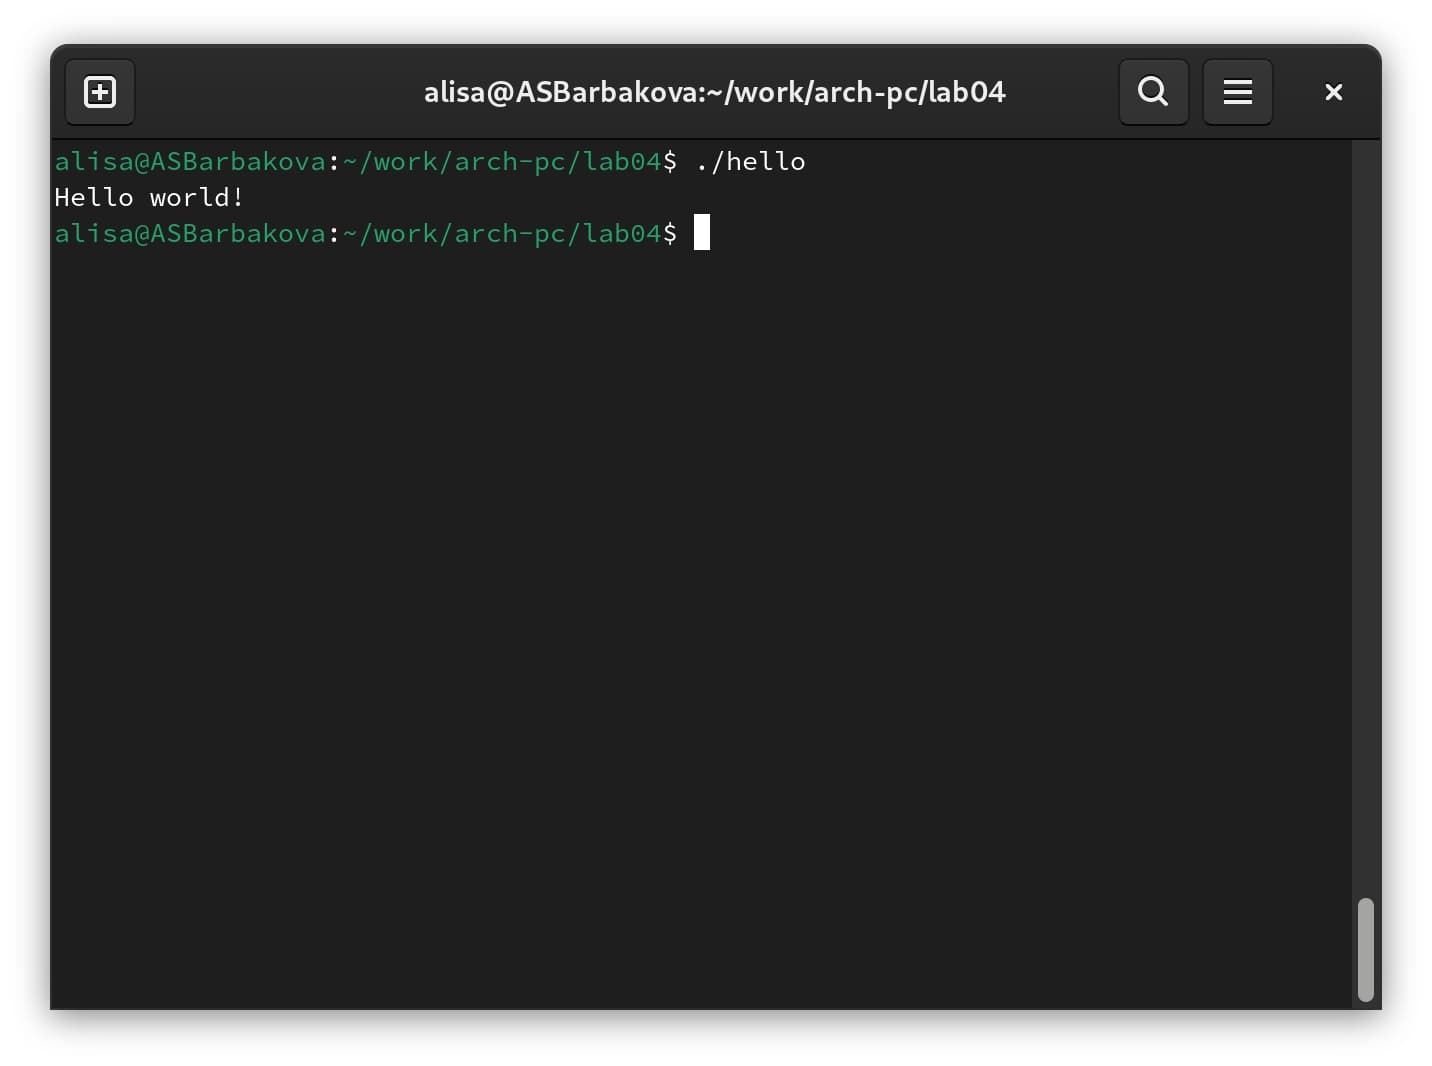 alisa@ASBarbakova:~/work/arch-pc/lab04
alisa@ASBarbakova:~/work/arch-pc/lab04$ ./hello
Hello world!
alisa@ASBarbakova:~/work/arch-pc/lab04$